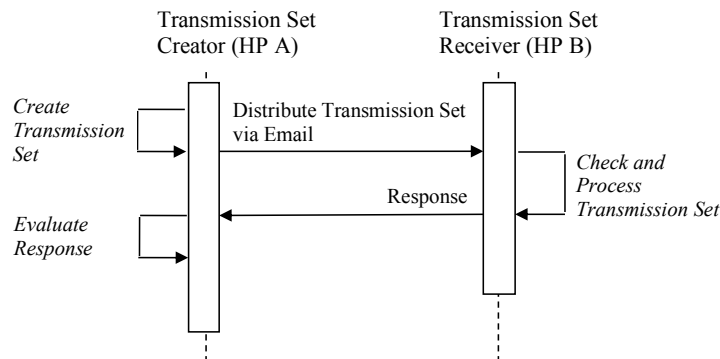 Transmission Set
Creator (HP A)
Transmission Set
Receiver (HP B)
Create
Transmission
Set
Distribute Transmission Set
via Email
Check and
Process
Transmission Set
Response
Evaluate
Response